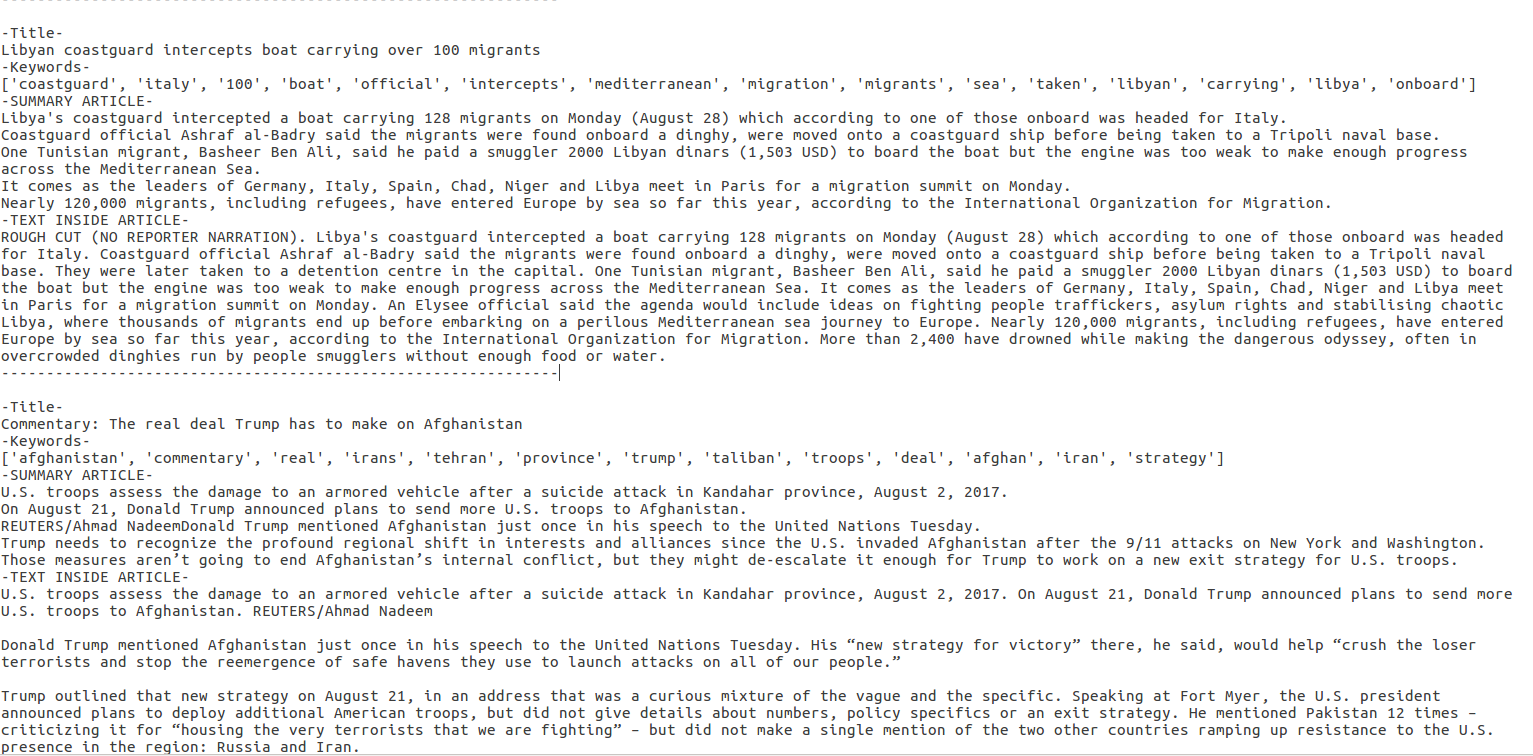 --------------------------------------------------------------
-Title-
Libyan coastguard intercepts boat carrying over 100 migrants
-Keywords-
['coastguard', 'italy', '100', 'boat', 'official', 'intercepts', 'mediterranean', 'migration', 'migrants', 'sea', 'taken', 'libyan', 'carrying', 'libya', 'onboard']
-SUMMARY ARTICLE-
Libya's coastguard intercepted a boat carrying 128 migrants on Monday (August 28) which according to one of those onboard was headed for Italy.
Coastguard official Ashraf al-Badry said the migrants were found onboard a dinghy, were moved onto a coastguard ship before being taken to a Tripoli naval base.
One Tunisian migrant, Basheer Ben Ali, said he paid a smuggler 2000 Libyan dinars (1,503 USD) to board the boat but the engine was too weak to make enough progress
across the Mediterranean Sea.
It comes as the leaders of Germany, Italy, Spain, Chad, Niger and Libya meet in Paris for a migration summit on Monday.
Nearly 120,000 migrants, including refugees, have entered Europe by sea so far this year, according to the International Organization for Migration.
-TEXT INSIDE ARTICLE-
ROUGH CUT (NO REPORTER NARRATION). Libya's coastguard intercepted a boat carrying 128 migrants on Monday (August 28) which according to one of those onboard was headed
for Italy. Coastguard official Ashraf al-Badry said the migrants were found onboard a dinghy, were moved onto a coastguard ship before being taken to a Tripoli naval
base. They were later taken to a detention centre in the capital. One Tunisian migrant, Basheer Ben Ali, said he paid a smuggler 2000 Libyan dinars (1,503 USD) to board
the boat but the engine was too weak to make enough progress across the Mediterranean Sea. It comes as the leaders of Germany, Italy, Spain, Chad, Niger and Libya meet
in Paris for a migration summit on Monday. An Elysee official said the agenda would include ideas on fighting people traffickers, asylum rights and stabilising chaotic
Libya, where thousands of migrants end up before embarking on a perilous Mediterranean sea journey to Europe. Nearly 120,000 migrants, including refugees, have entered
Europe by sea so far this year, according to the International Organization for Migration. More than 2,400 have drowned while making the dangerous odyssey, often in
overcrowded dinghies run by people smugglers without enough food or water.
--------------------------------------------------------------
-Title-
Commentary: The real deal Trump has to make on Afghanistan
-Keywords-
['afghanistan', 'commentary', 'real', 'irans', 'tehran', 'province', 'trump', 'taliban', 'troops', 'deal', 'afghan', 'iran', 'strategy']
-SUMMARY ARTICLE-
U.S. troops assess the damage to an armored vehicle after a suicide attack in Kandahar province, August 2, 2017.
On August 21, Donald Trump announced plans to send more U.S. troops to Afghanistan.
REUTERS/Ahmad NadeemDonald Trump mentioned Afghanistan just once in his speech to the United Nations Tuesday.
Trump needs to recognize the profound regional shift in interests and alliances since the U.S. invaded Afghanistan after the 9/11 attacks on New York and Washington.
Those measures aren’t going to end Afghanistan’s internal conflict, but they might de-escalate it enough for Trump to work on a new exit strategy for U.S. troops.
-TEXT INSIDE ARTICLE-
U.S. troops assess the damage to an armored vehicle after a suicide attack in Kandahar province, August 2, 2017. On August 21, Donald Trump announced plans to send more
U.S. troops to Afghanistan. REUTERS/Ahmad Nadeem
Donald Trump mentioned Afghanistan just once in his speech to the United Nations Tuesday. His “new strategy for victory” there, he said, would help “crush the loser
terrorists and stop the reemergence of safe havens they use to launch attacks on all of our people.”
Trump outlined that new strategy on August 21, in an address that was a curious mixture of the vague and the specific. Speaking at Fort Myer, the U.S. president
announced plans to deploy additional American troops, but did not give details about numbers, policy specifics or an exit strategy. He mentioned Pakistan 12 times –
criticizing it for “housing the very terrorists that we are fighting” – but did not make a single mention of the two other countries ramping up resistance to the U.S.
presence in the region: Russia and Iran.